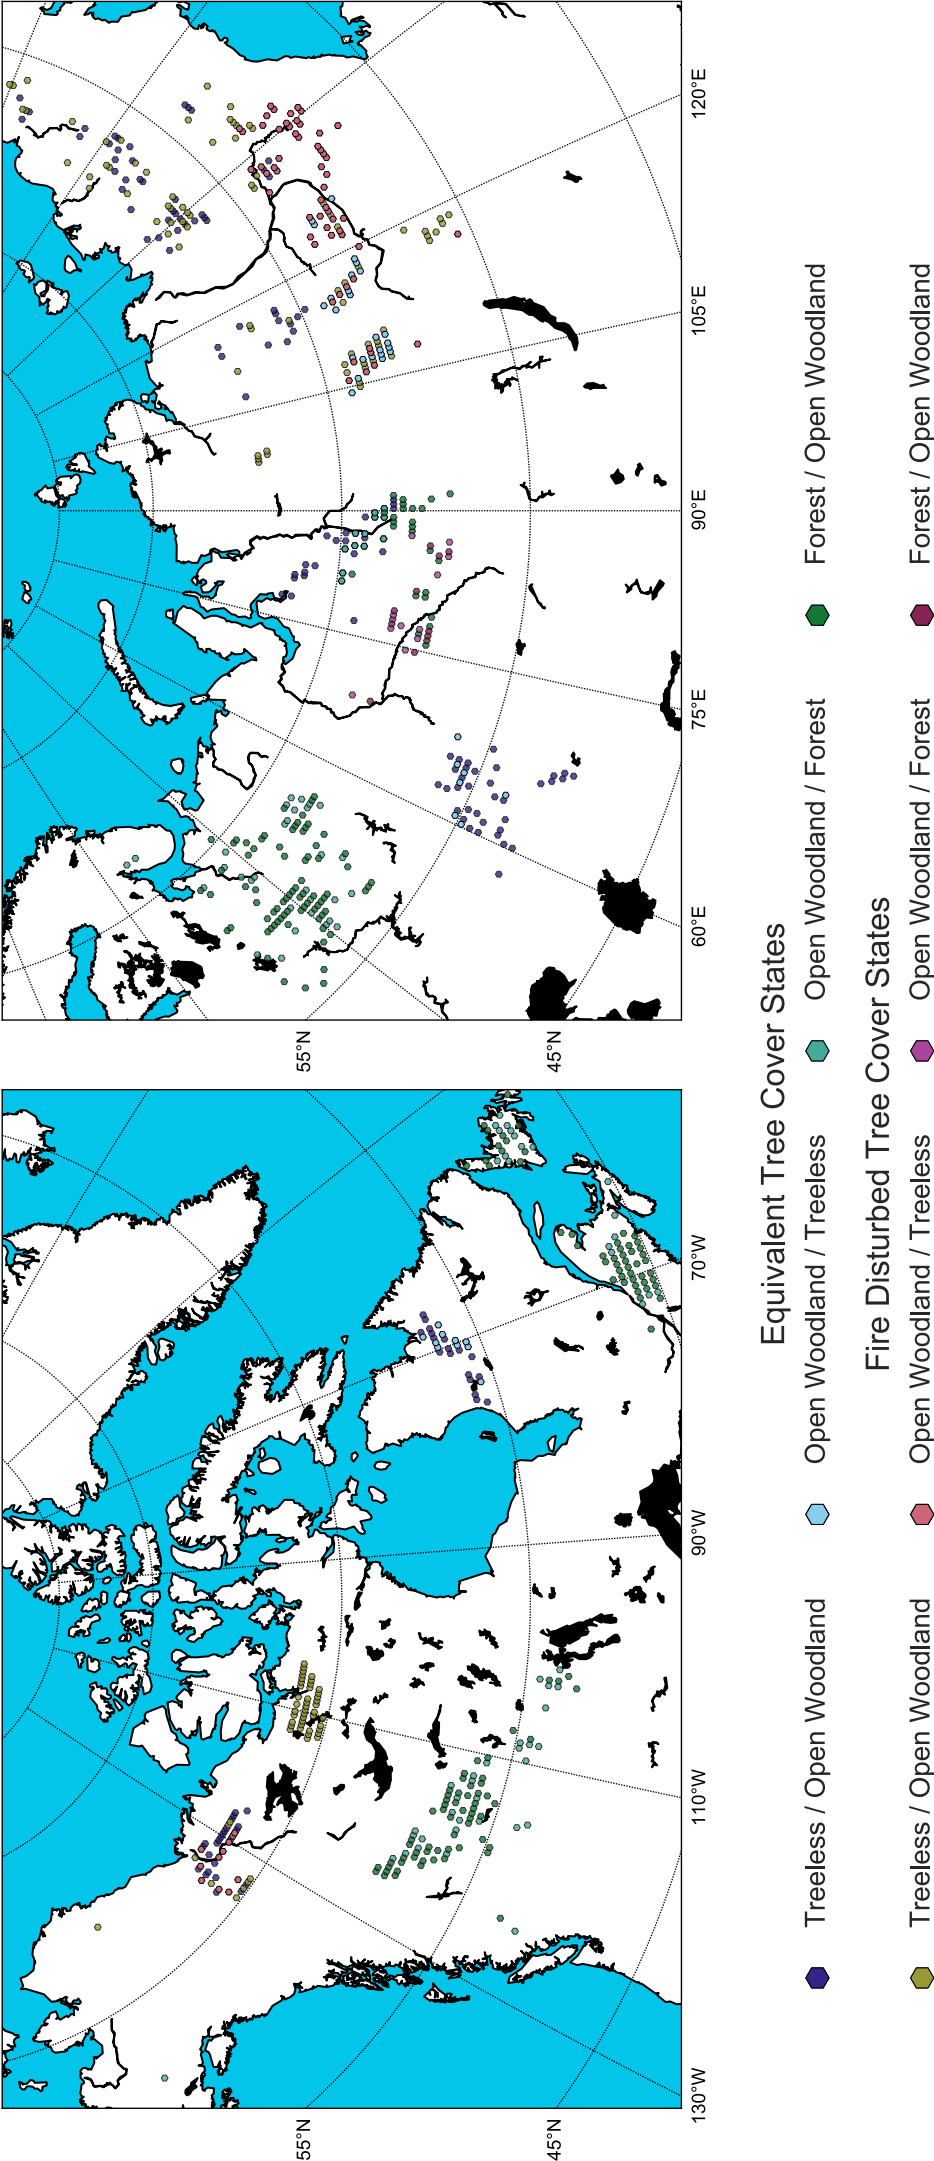 55°N
45°N
130°W
110°W
90°W
70°W
55°N
45°N
60°E
75°E
90°E
105°E
120°E
Equivalent Tree Cover States
Treeless / Open Woodland
Open Woodland / Treeless
Open Woodland / Forest
Forest / Open Woodland
Fire Disturbed Tree Cover States
Treeless / Open Woodland
Open Woodland / Treeless
Open Woodland / Forest
Forest / Open Woodland